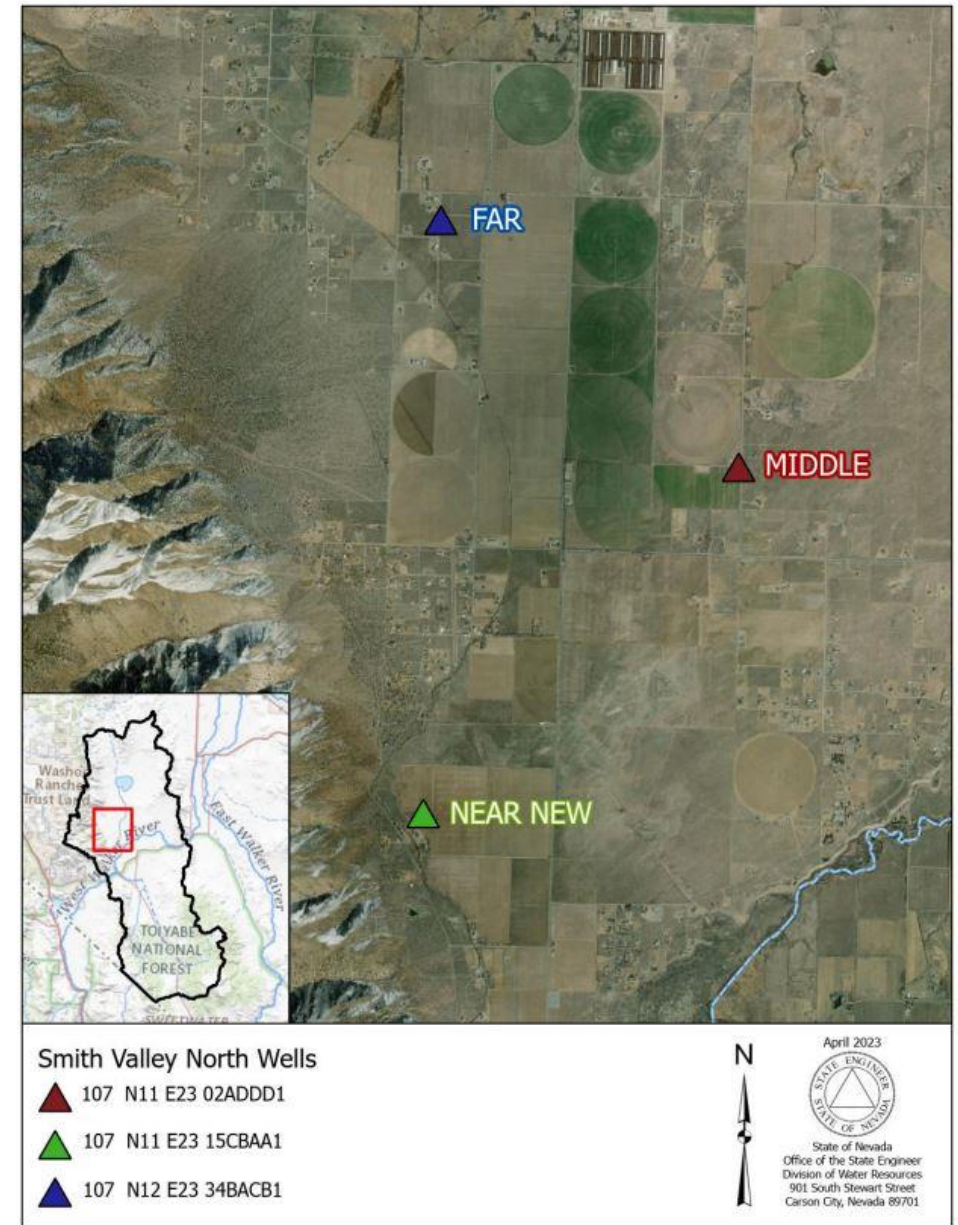 FAR
MIDDLE
NEAR NEW
Washo
Ranche
Trust Land
West Walker River
East Walker River
TOIYABE
NATIONAL
FOREST
SWEETWATER
Smith Valley North Wells
107 N11 E23 02ADDD1
107 N11 E23 15CBAA1
107 N12 E23 34BACB1
N
April 2023
STATE ENGINEER
STATE OF NEVADA
State of Nevada
Office of the State Engineer
Division of Water Resources
901 South Stewart Street
Carson City, Nevada 89701